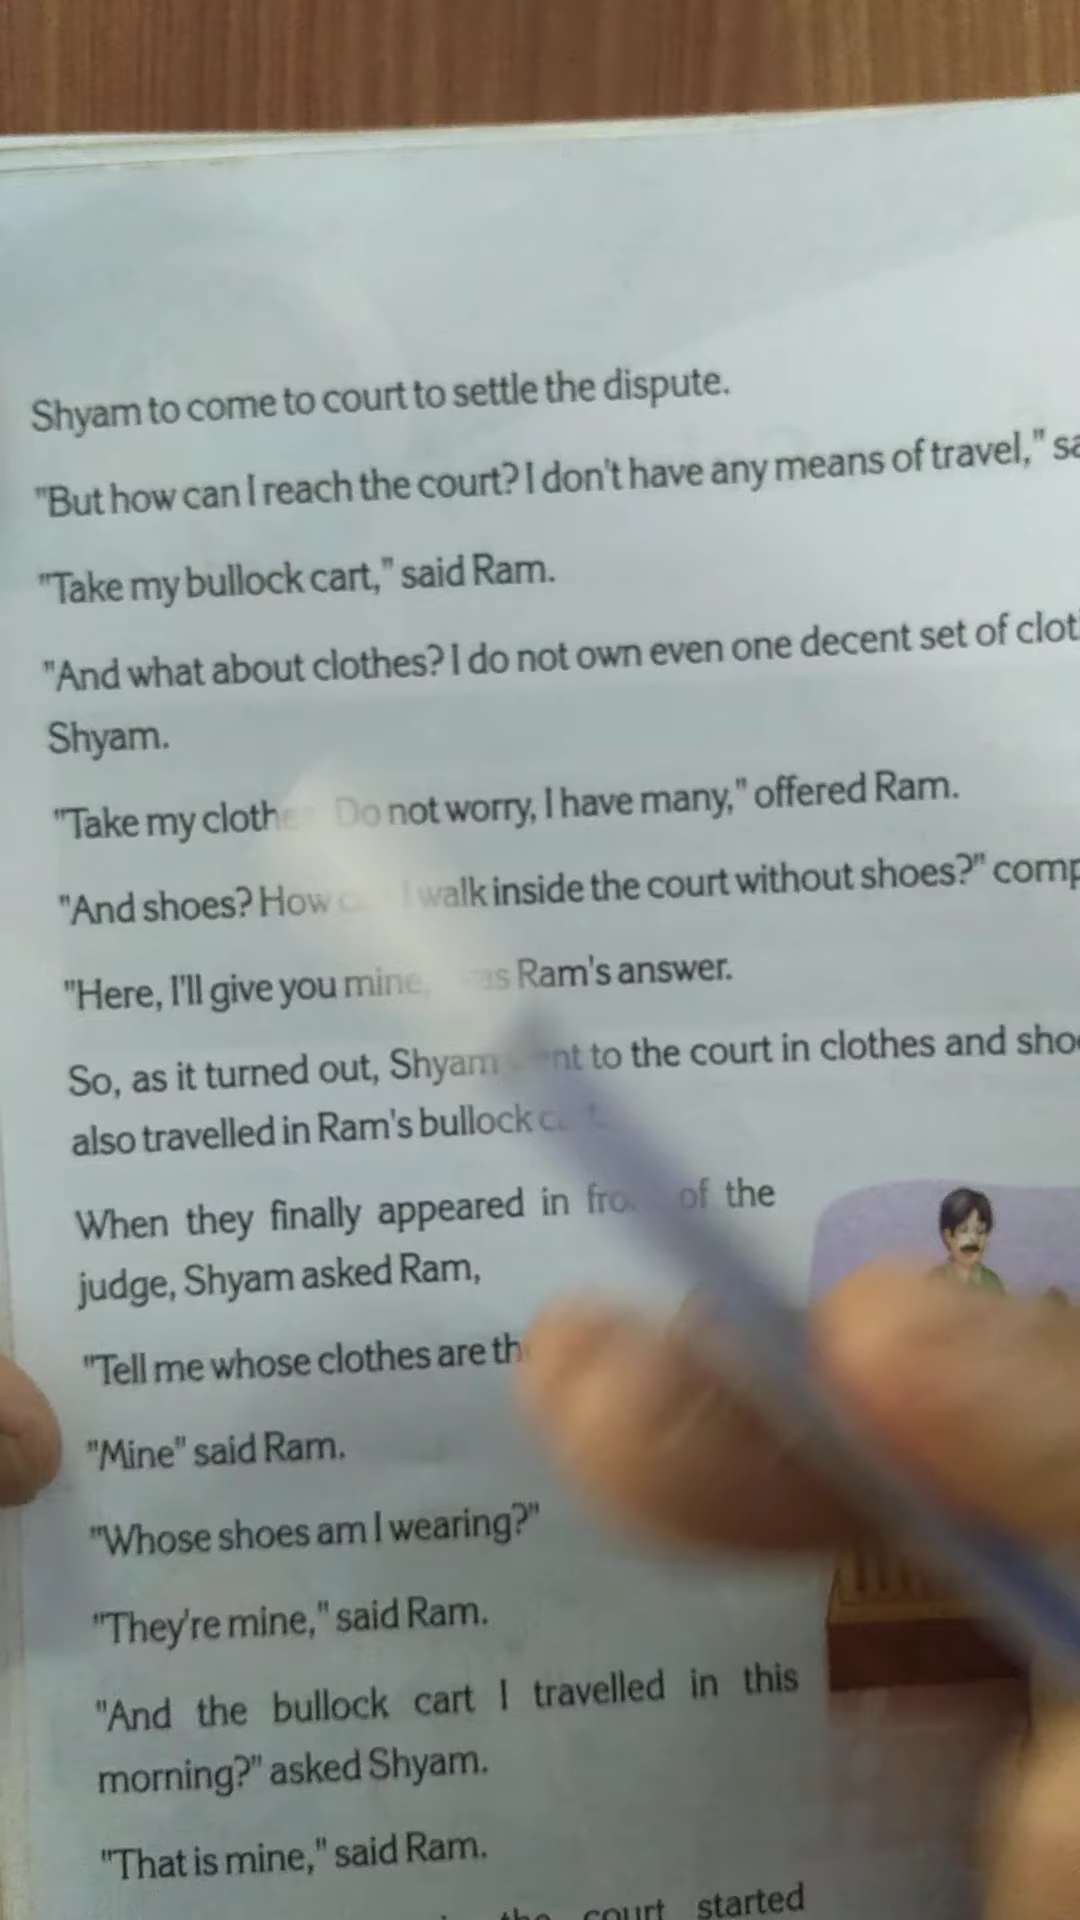 Shyam to come to court to settle the dispute.
"But how can I reach the court? I don't have any means of travel,"
"Take my bullock cart," said Ram.
"And what about clothes? I do not own even one decent set of
Shyam.
"Take my Do not worry, I have many," offered Ram.
"And shoes? How I walk inside the court without shoes?"
"Here, I'll give you mine, Ram's answer.
So, as it turned out, Shyam to the court in clothes and
also travelled in Ram's bullock
When they finally appeared in of the
judge, Shyam asked Ram,
"Tell me whose clothes are
"Mine" said Ram.
"Whose shoes am I wearing?"
"They're mine," said Ram.
"And the bullock cart I travelled in this
morning?" asked Shyam.
"That is mine," said Ram.
the court started